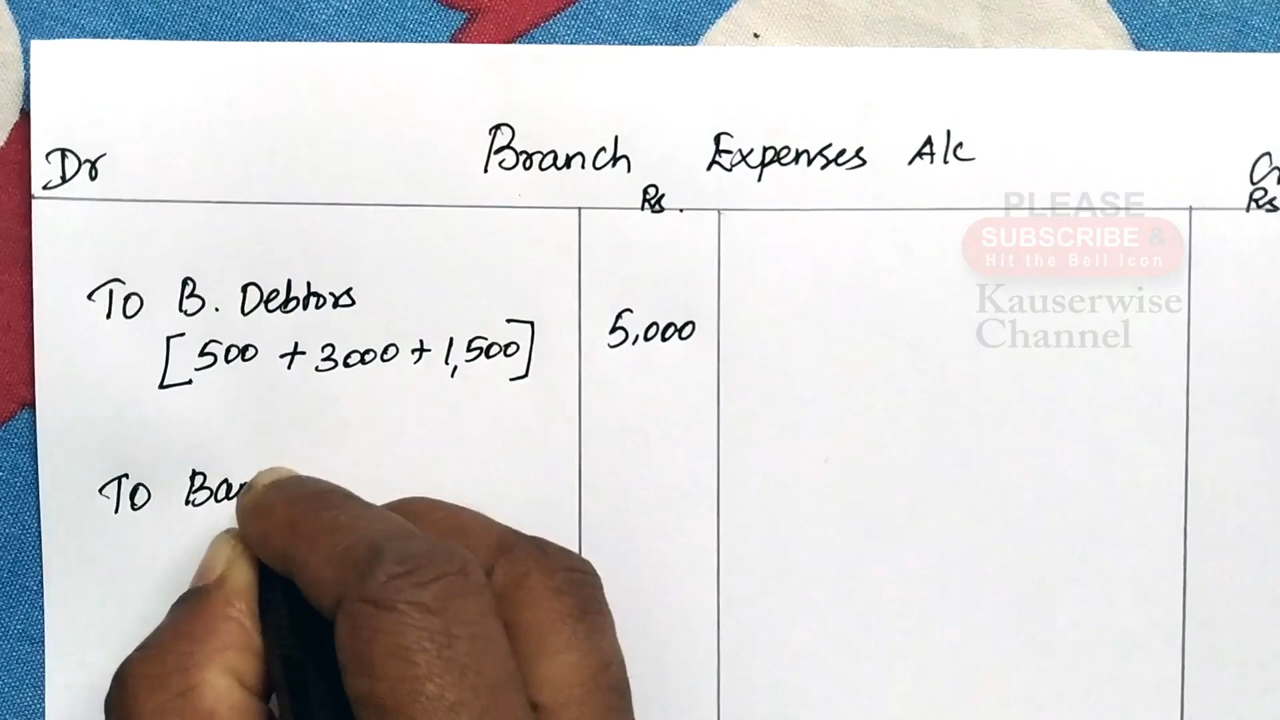 Dr Branch Expenses A/c
Rs. Rs
To B. Debtors
[500 + 3000 + 1,500] 5,000
To
PLEASE
SUBSCRIBE &
Hit the Bell Icon
Kauserwise
Channel